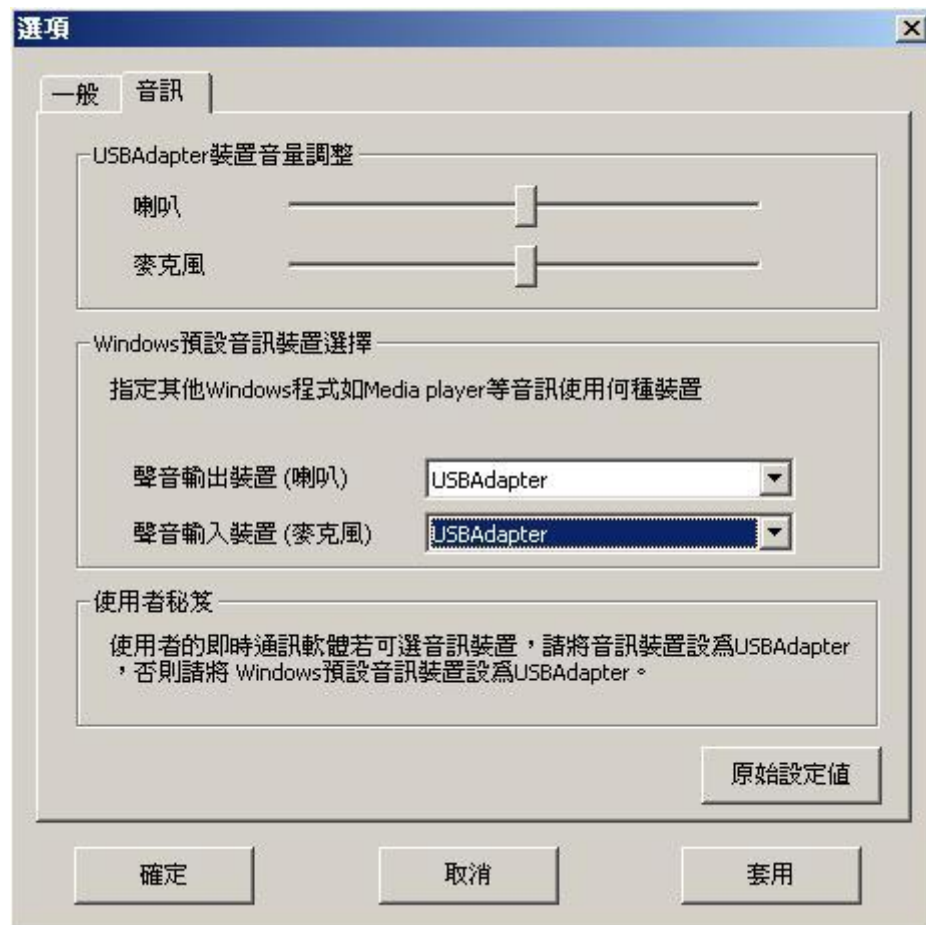 選項
一般 音訊
USBAdapter裝置音量調整
喇叭
麥克風
Windows預設音訊裝置選擇
指定其他Windows程式如Media player等音訊使用何種裝置
聲音輸出裝置 (喇叭) USBAdapter
聲音輸入裝置 (麥克風) USBAdapter
使用者秘笈
使用者的即時通訊軟體若可選音訊裝置，請將音訊裝置設為USBAdapter
，否則請將 Windows預設音訊裝置設為USBAdapter。
原始設定值
確定 取消 套用